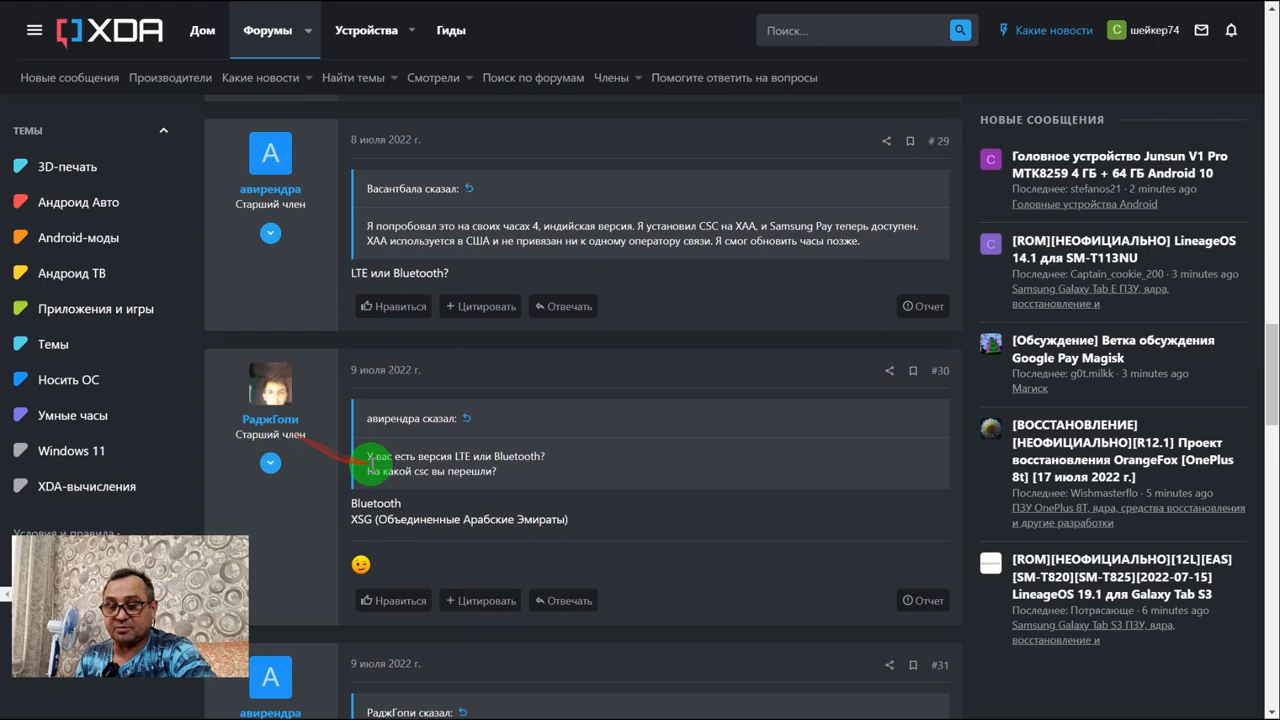 XDA
Дом
Форумы
Устройства
Гиды
Поиск...
Какие новости
С
шейкер74
Новые сообщения
Производители
Какие новости
Найти темы
Смотрели
Поиск по форумам
Члены
Помогите ответить на вопросы
ТЕМЫ
3D-печать
Андроид Авто
Android-моды
Андроид ТВ
Приложения и игры
Темы
Носить ОС
Умные часы
Windows 11
XDA-вычисления
Условия и правила
А
авирендра
Старший член
8 июля 2022 г.
# 29
Васантбала сказал:
Я попробовал это на своих часах 4, индийская версия. Я установил CSC на XAA, и Samsung Pay теперь доступен.
XAA используется в США и не привязан ни к одному оператору связи. Я смог обновить часы позже.
LTE или Bluetooth?
Нравиться
+ Цитировать
Отвечать
Отчет
РаджГопи
Старший член
9 июля 2022 г.
#30
авирендра сказал:
У вас есть версия LTE или Bluetooth?
На какой csc вы перешли?
Bluetooth
XSG (Объединенные Арабские Эмираты)
Нравиться
+ Цитировать
Отвечать
Отчет
А
авирендра
9 июля 2022 г.
#31
РаджГопи сказал:
НОВЫЕ СООБЩЕНИЯ
С
Головное устройство Junsun V1 Pro
MTK8259 4 ГБ + 64 ГБ Android 10
Последнее: stefanos21 · 2 minutes ago
Головные устройства Android
С
[ROM][НЕОФИЦИАЛЬНО] LineageOS
14.1 для SM-T113NU
Последнее: Captain_cookie_200 · 3 minutes ago
Samsung Galaxy Tab E ПЗУ, ядра,
восстановление и
[Обсуждение] Ветка обсуждения
Google Pay Magisk
Последнее: g0t.milkk · 3 minutes ago
Магиск
[ВОССТАНОВЛЕНИЕ]
[НЕОФИЦИАЛЬНО][R12.1] Проект
восстановления OrangeFox [OnePlus
8t] [17 июля 2022 г.]
Последнее: Wishmasterflo · 5 minutes ago
ПЗУ OnePlus 8T, ядра, средства восстановления
и другие разработки
[ROM][НЕОФИЦИАЛЬНО][12L][EAS]
[SM-T820][SM-T825][2022-07-15]
LineageOS 19.1 для Galaxy Tab S3
Последнее: Потрясающе · 6 minutes ago
Samsung Galaxy Tab S3 ПЗУ, ядра,
восстановление и